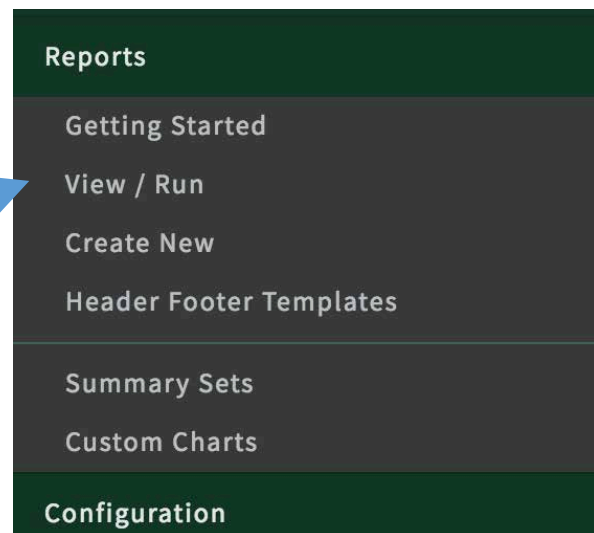 Reports
Getting Started
View / Run
Create New
Header Footer Templates
Summary Sets
Custom Charts
Configuration